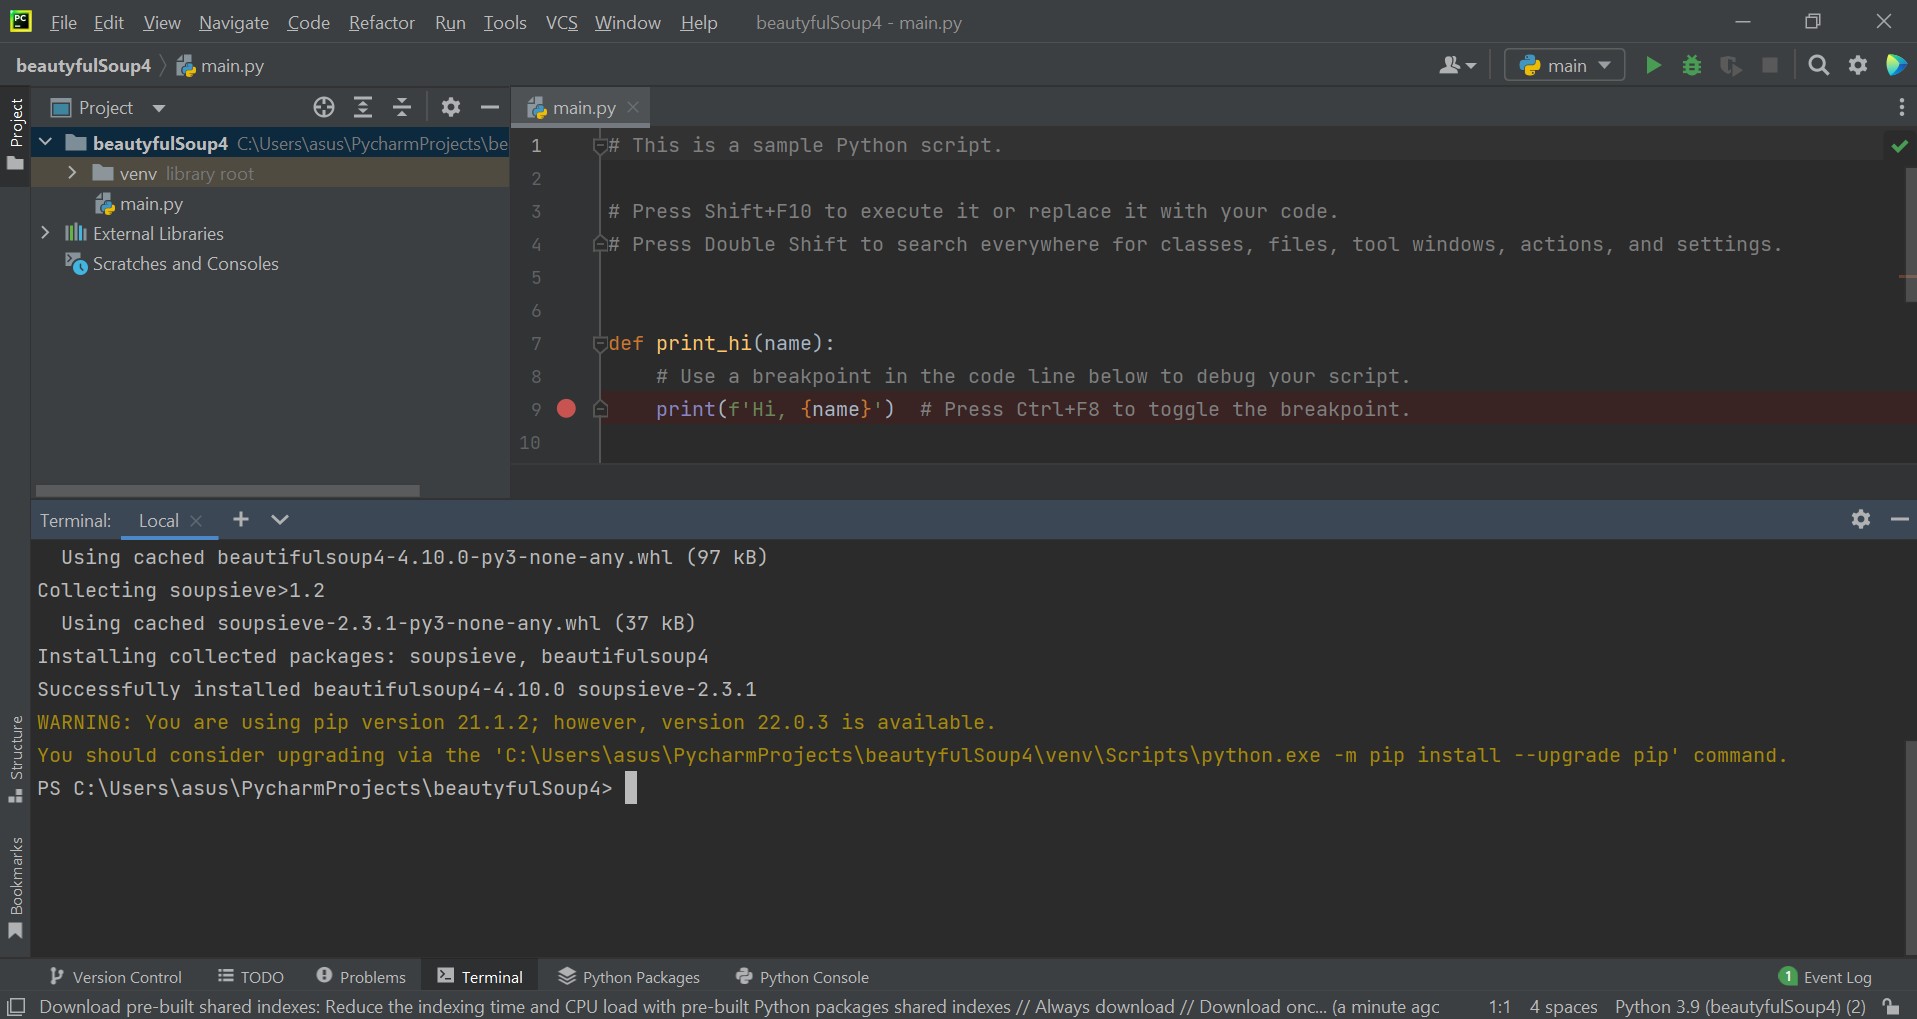 PC File Edit View Navigate Code Refactor Run Tools VCS Window Help beautyfulSoup4 - main.py
beautyfulSoup4 main.py main
Project
Project main.py
beautyfulSoup4 C:\Users\asus\PycharmProjects\be
venv library root
main.py
External Libraries
Scratches and Consoles
1 # This is a sample Python script.
2
3 # Press Shift+F10 to execute it or replace it with your code.
4 # Press Double Shift to search everywhere for classes, files, tool windows, actions, and settings.
5
6
7 def print_hi(name):
8     # Use a breakpoint in the code line below to debug your script.
9     print(f'Hi, {name}')  # Press Ctrl+F8 to toggle the breakpoint.
10
Terminal: Local
  Using cached beautifulsoup4-4.10.0-py3-none-any.whl (97 kB)
Collecting soupsieve>1.2
  Using cached soupsieve-2.3.1-py3-none-any.whl (37 kB)
Installing collected packages: soupsieve, beautifulsoup4
Successfully installed beautifulsoup4-4.10.0 soupsieve-2.3.1
WARNING: You are using pip version 21.1.2; however, version 22.0.3 is available.
You should consider upgrading via the 'C:\Users\asus\PycharmProjects\beautyfulSoup4\venv\Scripts\python.exe -m pip install --upgrade pip' command.
PS C:\Users\asus\PycharmProjects\beautyfulSoup4>
Structure
Bookmarks
Version Control TODO Problems Terminal Python Packages Python Console 1 Event Log
Download pre-built shared indexes: Reduce the indexing time and CPU load with pre-built Python packages shared indexes // Always download // Download onc... (a minute agc 1:1 4 spaces Python 3.9 (beautyfulSoup4) (2)